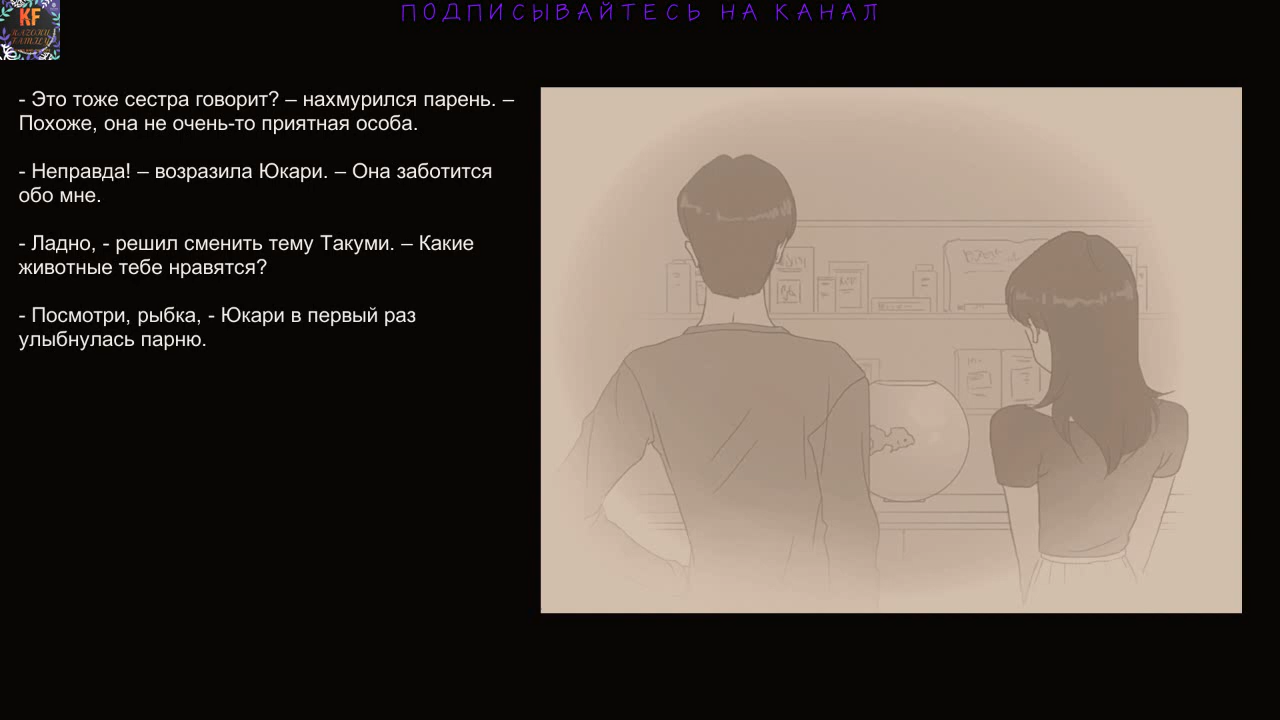 ПОДПИСЫВАЙТЕСЬ НА КАНАЛ
KF
- Это тоже сестра говорит? – нахмурился парень. –
Похоже, она не очень-то приятная особа.
- Неправда! – возразила Юкари. – Она заботится
обо мне.
- Ладно, - решил сменить тему Такуми. – Какие
животные тебе нравятся?
- Посмотри, рыбка, - Юкари в первый раз
улыбнулась парню.